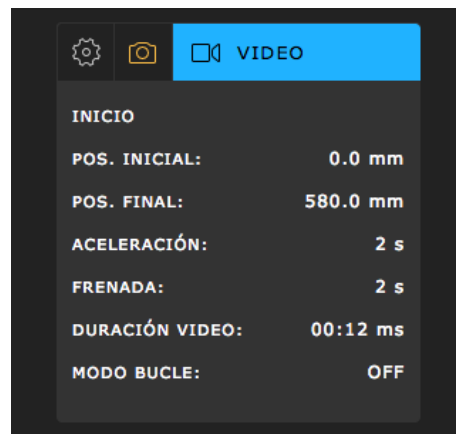 VIDEO
INICIO
POS. INICIAL: 0.0 mm
POS. FINAL: 580.0 mm
ACELERACIÓN: 2 s
FRENADA: 2 s
DURACIÓN VIDEO: 00:12 ms
MODO BUCLE: OFF